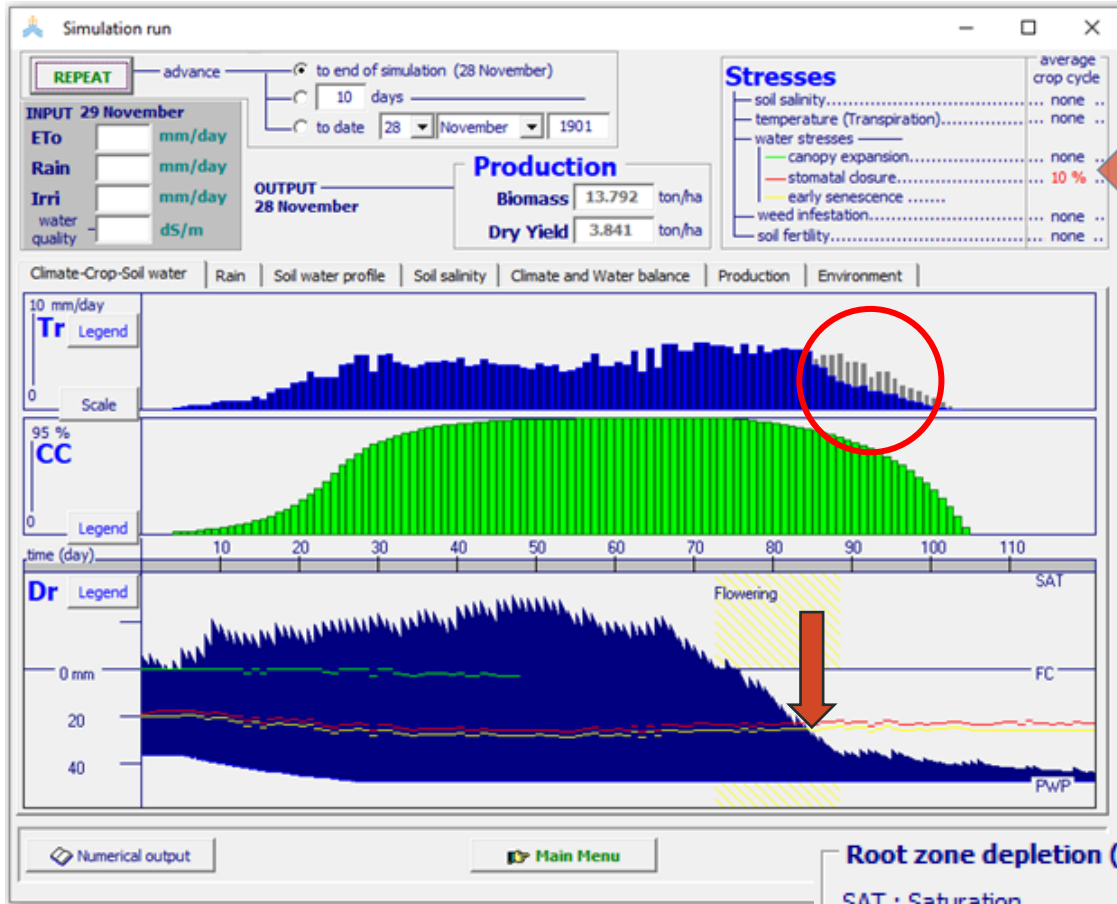 Simulation run
REPEAT
advance
to end of simulation (28 November)
10 days
to date 28 November 1901
INPUT 29 November
ETo mm/day
Rain mm/day
Irri mm/day
water quality dS/m
OUTPUT
28 November
Production
Biomass 13.792 ton/ha
Dry Yield 3.841 ton/ha
Stresses
average
crop cycle
soil salinity............................ none ..
temperature (Transpiration)................ none ..
water stresses
canopy expansion........................ none ..
stomatal closure........................ 10 % ..
early senescence .......
weed infestation......................... none ..
soil fertility............................ none ..
Climate-Crop-Soil water Rain Soil water profile Soil salinity Climate and Water balance Production Environment
10 mm/day
Tr Legend
0
Scale
95 %
CC
0
Legend
time (day) 10 20 30 40 50 60 70 80 90 100 110
Dr Legend
Flowering
SAT
0 mm
FC
20
40
PWP
Numerical output
Main Menu
Root zone depletion (
SAT : Saturation